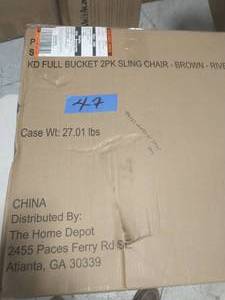 P
S
KD FULL BUCKET 2PK SLING CHAIR - BROWN - RIVE
47
Case Wt: 27.01 lbs
CHINA
Distributed By:
The Home Depot
2455 Paces Ferry Rd SE
Atlanta, GA 30339